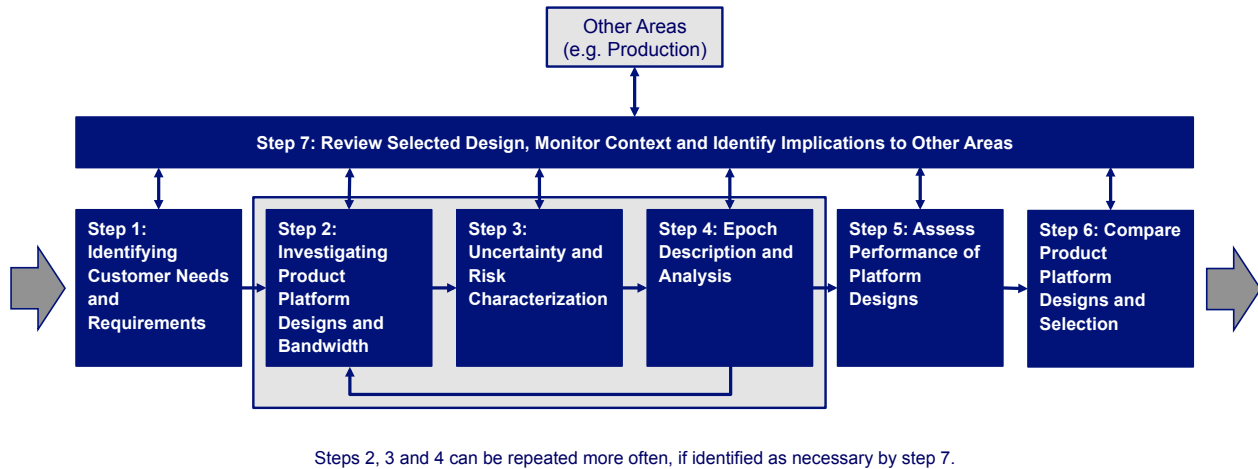 Other Areas
(e.g. Production)
Step 7: Review Selected Design, Monitor Context and Identify Implications to Other Areas
Step 1:
Identifying
Customer Needs
and
Requirements
Step 2:
Investigating
Product
Platform
Designs and
Bandwidth
Step 3:
Uncertainty and
Risk
Characterization
Step 4: Epoch
Description and
Analysis
Step 5: Assess
Performance of
Platform
Designs
Step 6: Compare
Product
Platform
Designs and
Selection
Steps 2, 3 and 4 can be repeated more often, if identified as necessary by step 7.